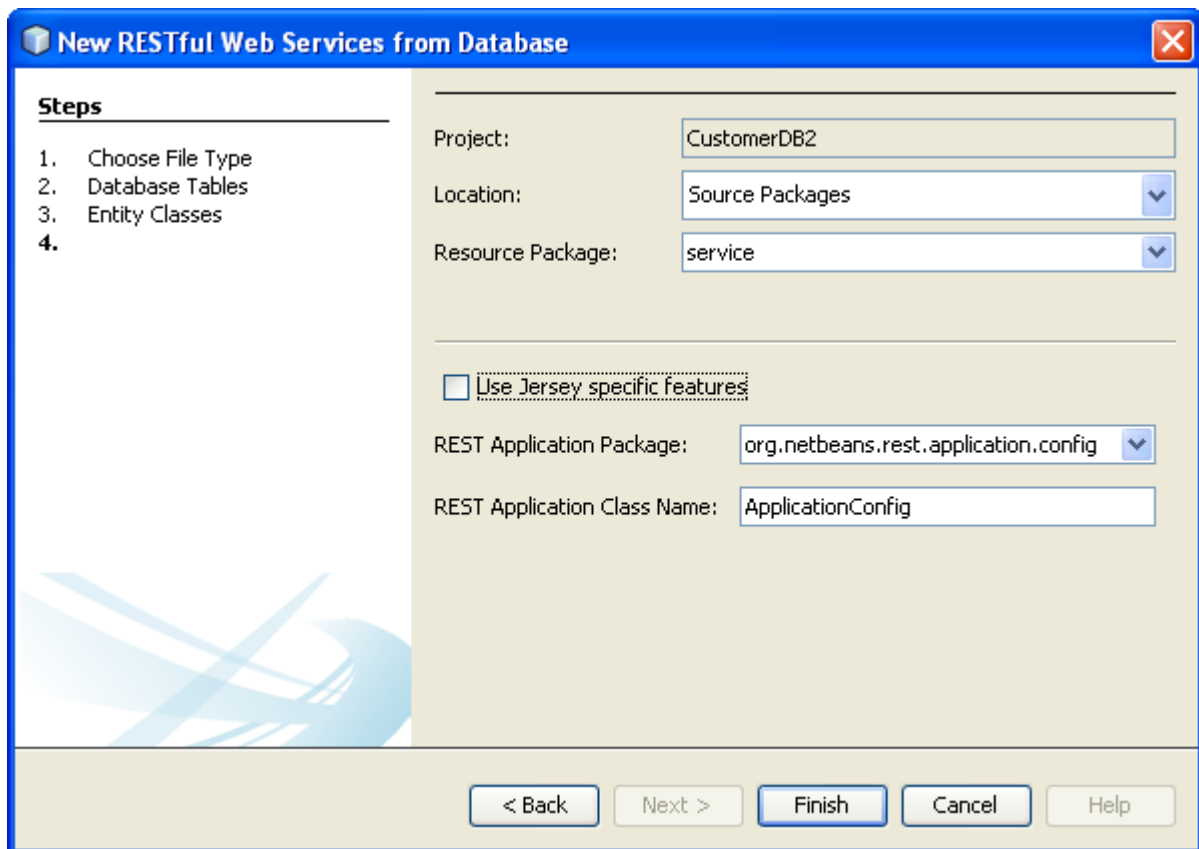 New RESTful Web Services from Database
Steps
1. Choose File Type
2. Database Tables
3. Entity Classes
4.
Project: CustomerDB2
Location: Source Packages
Resource Package: service
Use Jersey specific features
REST Application Package: org.netbeans.rest.application.config
REST Application Class Name: ApplicationConfig
< Back Next > Finish Cancel Help